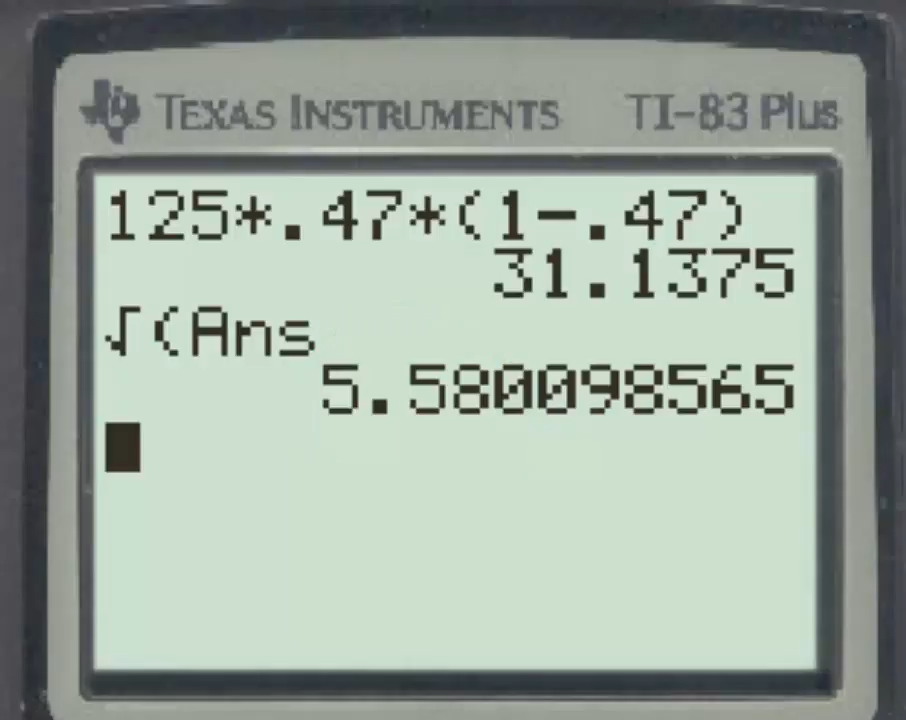 TEXAS INSTRUMENTS TI-83 Plus
125*.47*(1-.47)
31.1375
√(Ans
5.580098565